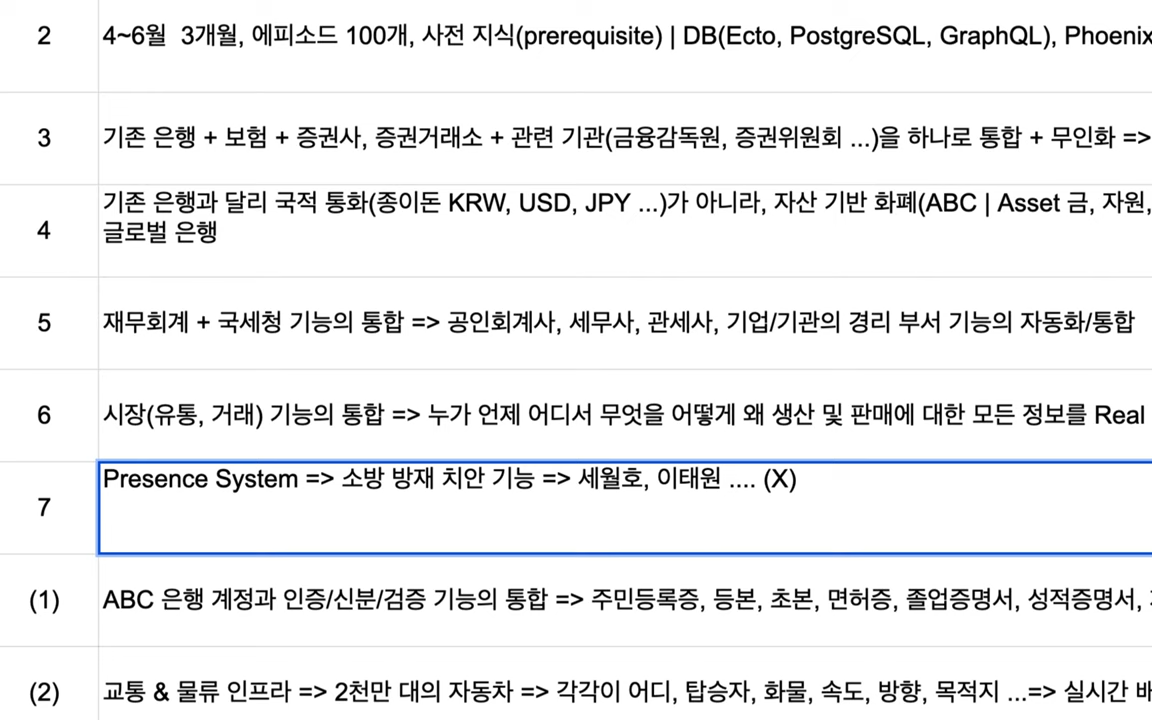 2 4~6월 3개월, 에피소드 100개, 사전 지식(prerequisite) | DB(Ecto, PostgreSQL, GraphQL), Phoenix
3 기존 은행 + 보험 + 증권사, 증권거래소 + 관련 기관(금융감독원, 증권위원회 ...)을 하나로 통합 + 무인화 =>
4 기존 은행과 달리 국적 통화(종이돈 KRW, USD, JPY ...)가 아니라, 자산 기반 화폐(ABC | Asset 금, 자원,
글로벌 은행
5 재무회계 + 국세청 기능의 통합 => 공인회계사, 세무사, 관세사, 기업/기관의 경리 부서 기능의 자동화/통합
6 시장(유통, 거래) 기능의 통합 => 누가 언제 어디서 무엇을 어떻게 왜 생산 및 판매에 대한 모든 정보를 Real
7 Presence System => 소방 방재 치안 기능 => 세월호, 이태원 .... (X)
(1) ABC 은행 계정과 인증/신분/검증 기능의 통합 => 주민등록증, 등본, 초본, 면허증, 졸업증명서, 성적증명서,
(2) 교통 & 물류 인프라 => 2천만 대의 자동차 => 각각이 어디, 탑승자, 화물, 속도, 방향, 목적지 ...=> 실시간